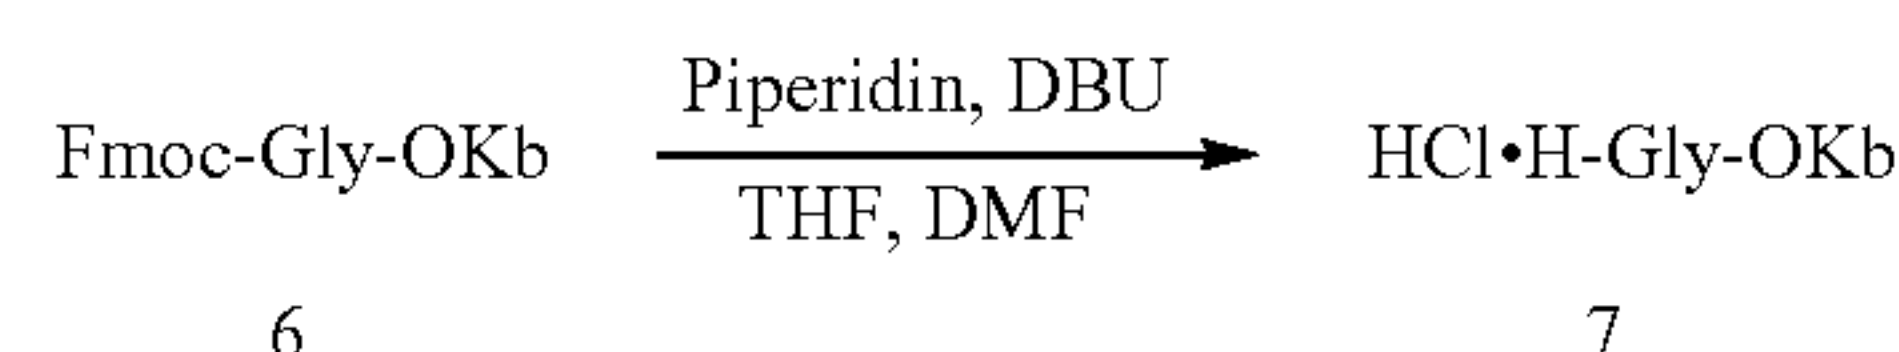 Piperidin, DBU
Fmoc-Gly-OKb
HCl•H-Gly-OKb
THF, DMF
6
7